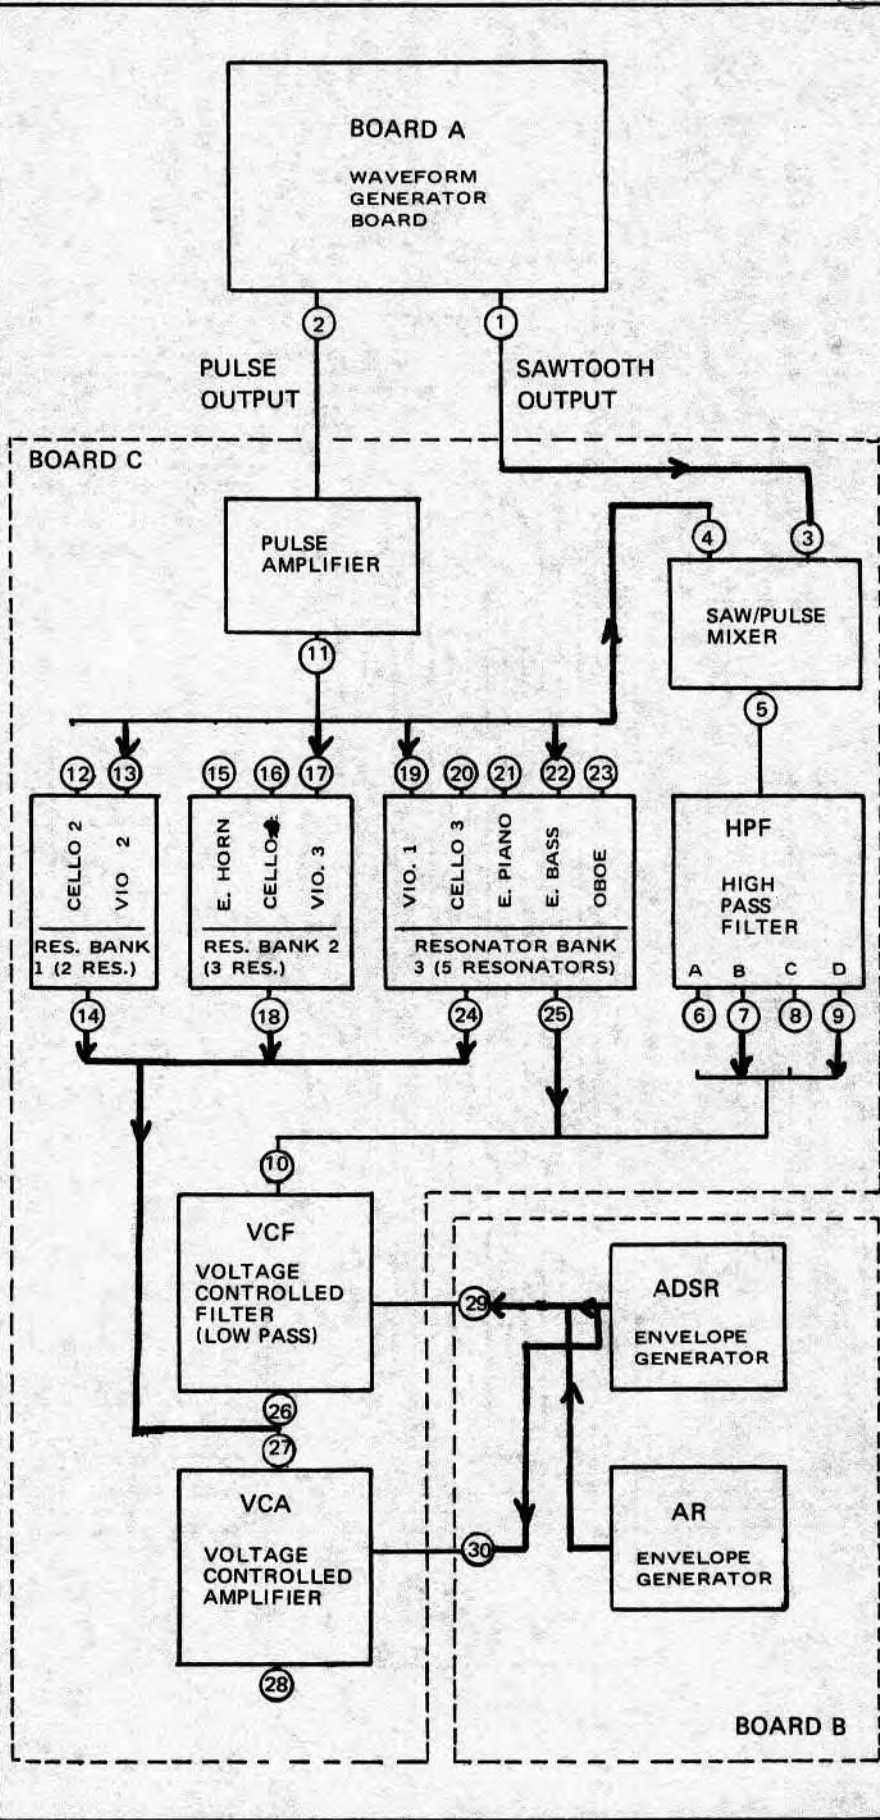 BOARD A
WAVEFORM
GENERATOR
BOARD
2
1
PULSE
OUTPUT
SAWTOOTH
OUTPUT
BOARD C
PULSE
AMPLIFIER
4
3
SAW/PULSE
MIXER
11
5
12
13
15
16
17
19
20
21
22
23
CELLO 2
VIO 2
E. HORN
CELLO
VIO. 3
VIO. 1
CELLO 3
E. PIANO
E. BASS
OBOE
HPF
HIGH
PASS
FILTER
RES. BANK
1 (2 RES.)
RES. BANK 2
(3 RES.)
RESONATOR BANK
3 (5 RESONATORS)
A B C D
14
18
24
25
6
7
8
9
10
VCF
VOLTAGE
CONTROLLED
FILTER
(LOW PASS)
29
ADSR
ENVELOPE
GENERATOR
26
27
VCA
VOLTAGE
CONTROLLED
AMPLIFIER
30
AR
ENVELOPE
GENERATOR
28
BOARD B